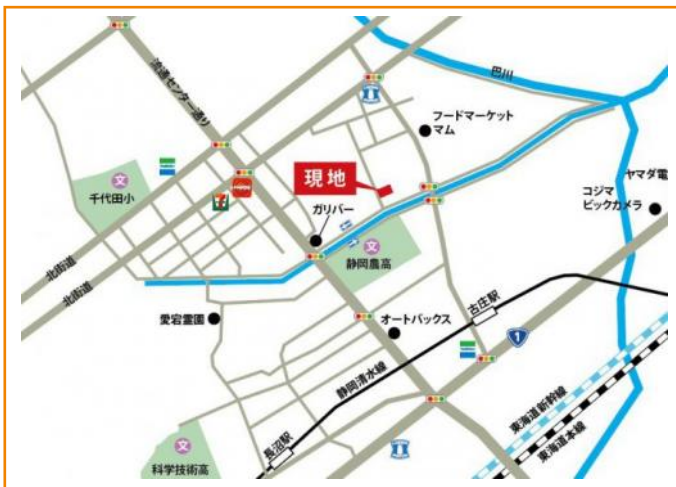 流通センター通り
巴川
フードマーケット
マム
ヤマダ電
コジマ
ビックカメラ
文
千代田小
現地
ガリバー
文
静岡農高
北街道
北街道
愛宕霊園
オートバックス
古庄駅
1
静岡清水線
東海道新幹線
東海道本線
長沼駅
文
科学技術高